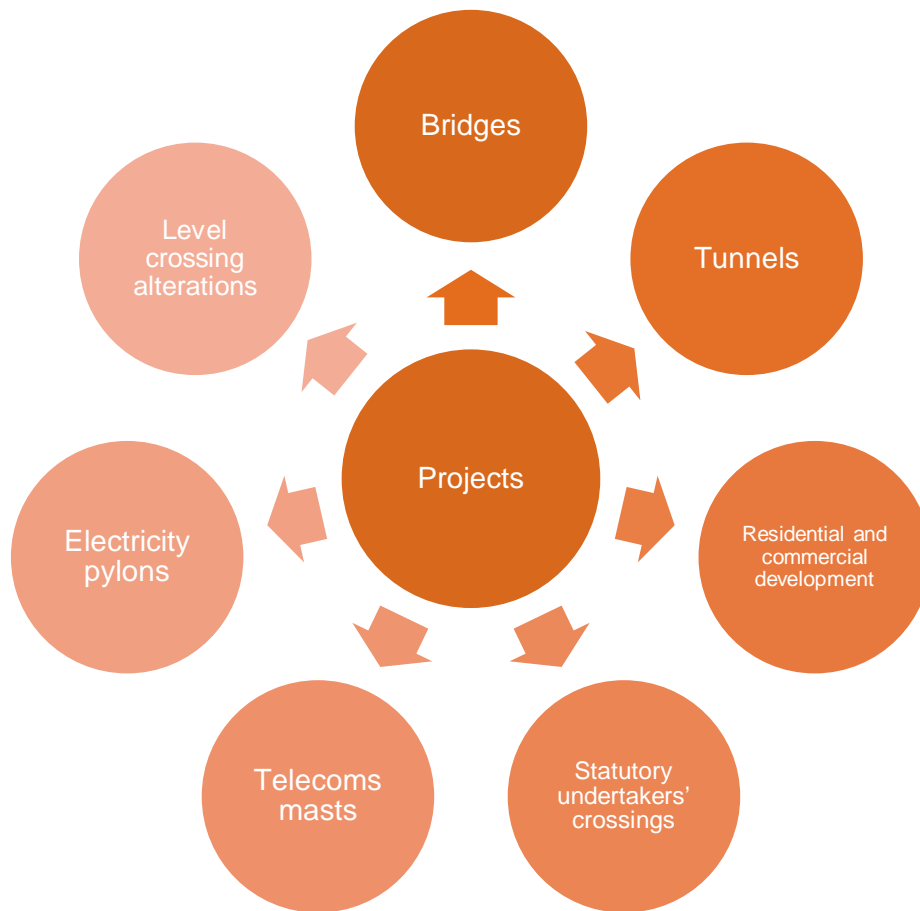 Bridges
Tunnels
Residential and
commercial
development
Statutory
undertakers’
crossings
Telecoms
masts
Electricity
pylons
Level
crossing
alterations
Projects